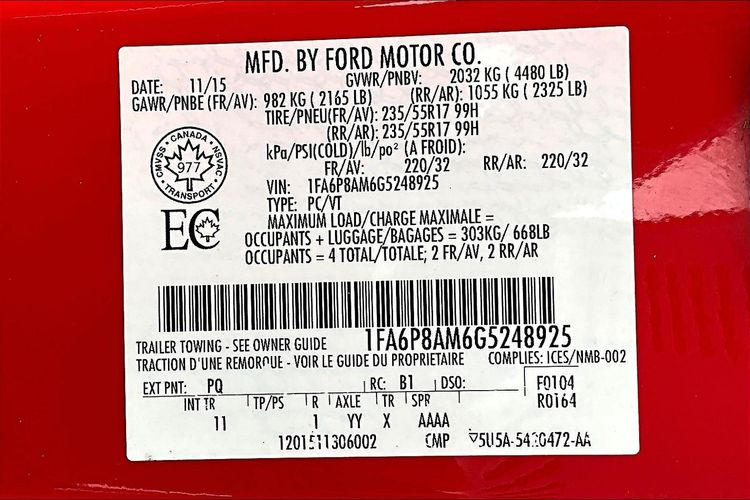 MFD. BY FORD MOTOR CO.
DATE: 11/15 GVWR/PNBV: 2032 KG ( 4480 LB)
GAWR/PNBE (FR/AV): 982 KG ( 2165 LB) (RR/AR): 1055 KG ( 2325 LB)
TIRE/PNEU(FR/AV): 235/55R17 99H
(RR/AR): 235/55R17 99H
kPa/PSI(COLD)/lb/po² (A FROID):
FR/AV: 220/32 RR/AR: 220/32
VIN: 1FA6P8AM6G5248925
TYPE: PC/VT
MAXIMUM LOAD/CHARGE MAXIMALE =
OCCUPANTS + LUGGAGE/BAGAGES = 303KG/ 668LB
OCCUPANTS = 4 TOTAL/TOTALE; 2 FR/AV, 2 RR/AR
CMVSS · CANADA · NSVAC · TRANSPORT
977
EC
1FA6P8AM6G5248925
TRAILER TOWING - SEE OWNER GUIDE
TRACTION D'UNE REMORQUE - VOIR LE GUIDE DU PROPRIETAIRE COMPLIES: ICES/NMB-002
EXT PNT: PQ RC: B1 DSO: F0104
R0164
INT TR TP/PS R AXLE TR SPR
11 1 YY X AAAA
CMP